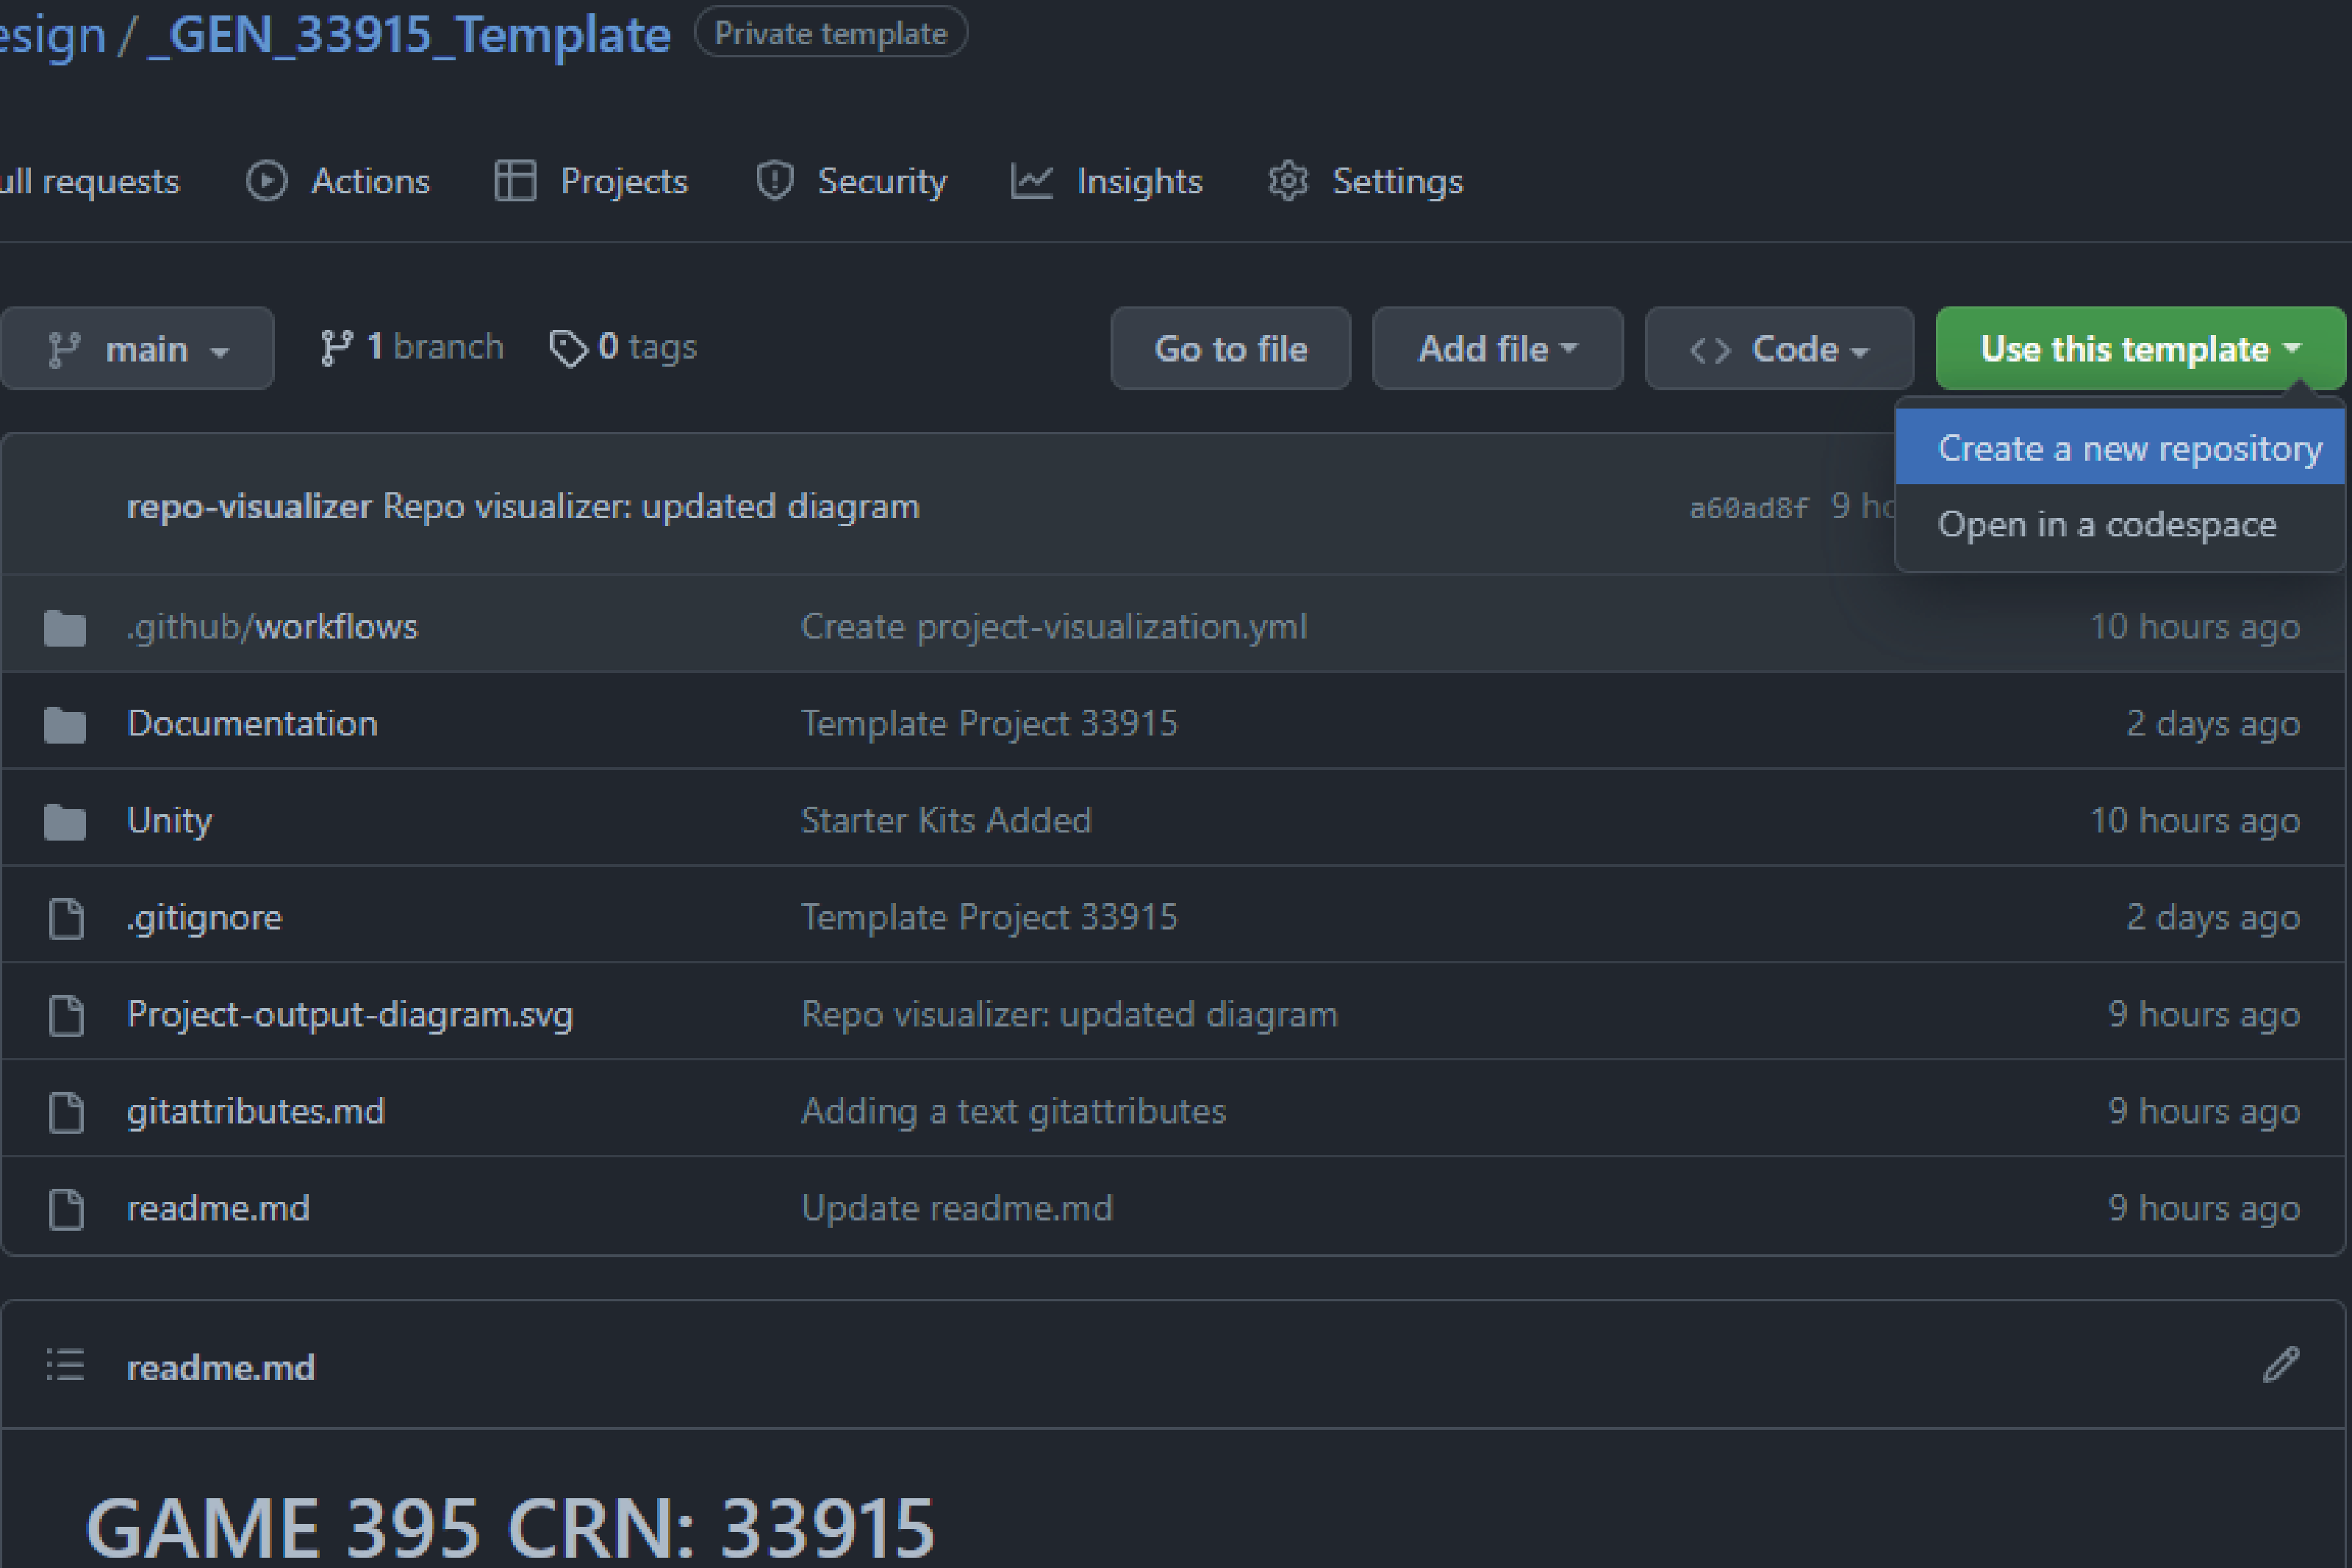 esign / _GEN_33915_Template Private template
ull requests Actions Projects Security Insights Settings
main 1 branch 0 tags Go to file Add file Code Use this template
Create a new repository
Open in a codespace
repo-visualizer Repo visualizer: updated diagram a60ad8f 9 ho
.github/workflows Create project-visualization.yml 10 hours ago
Documentation Template Project 33915 2 days ago
Unity Starter Kits Added 10 hours ago
.gitignore Template Project 33915 2 days ago
Project-output-diagram.svg Repo visualizer: updated diagram 9 hours ago
gitattributes.md Adding a text gitattributes 9 hours ago
readme.md Update readme.md 9 hours ago
readme.md
GAME 395 CRN: 33915